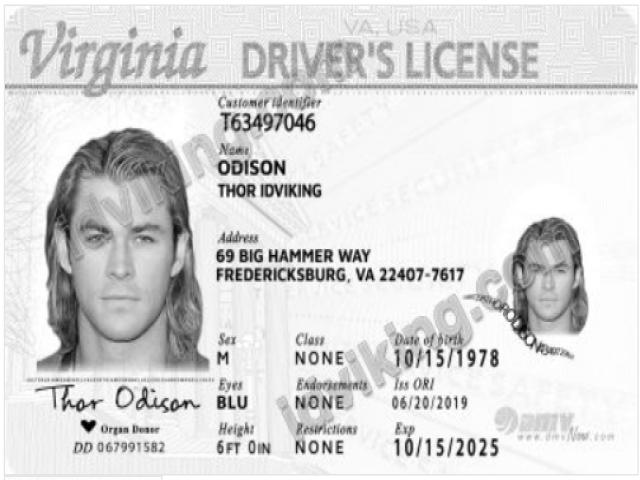 VA, USA
Virginia DRIVER'S LICENSE
Customer Identifier
T63497046
Name
ODISON
THOR IDVIKING
Address
69 BIG HAMMER WAY
FREDERICKSBURG, VA 22407-7617
Sex Class Date of birth
M NONE 10/15/1978
Eyes Endorsements Iss ORI
BLU NONE 06/20/2019
Height Restrictions Exp
6FT 0IN NONE 10/15/2025
Thor Odison
Organ Donor
DD 067991582
dmv
www.dmvNow.com
idviking.com
idviking.com